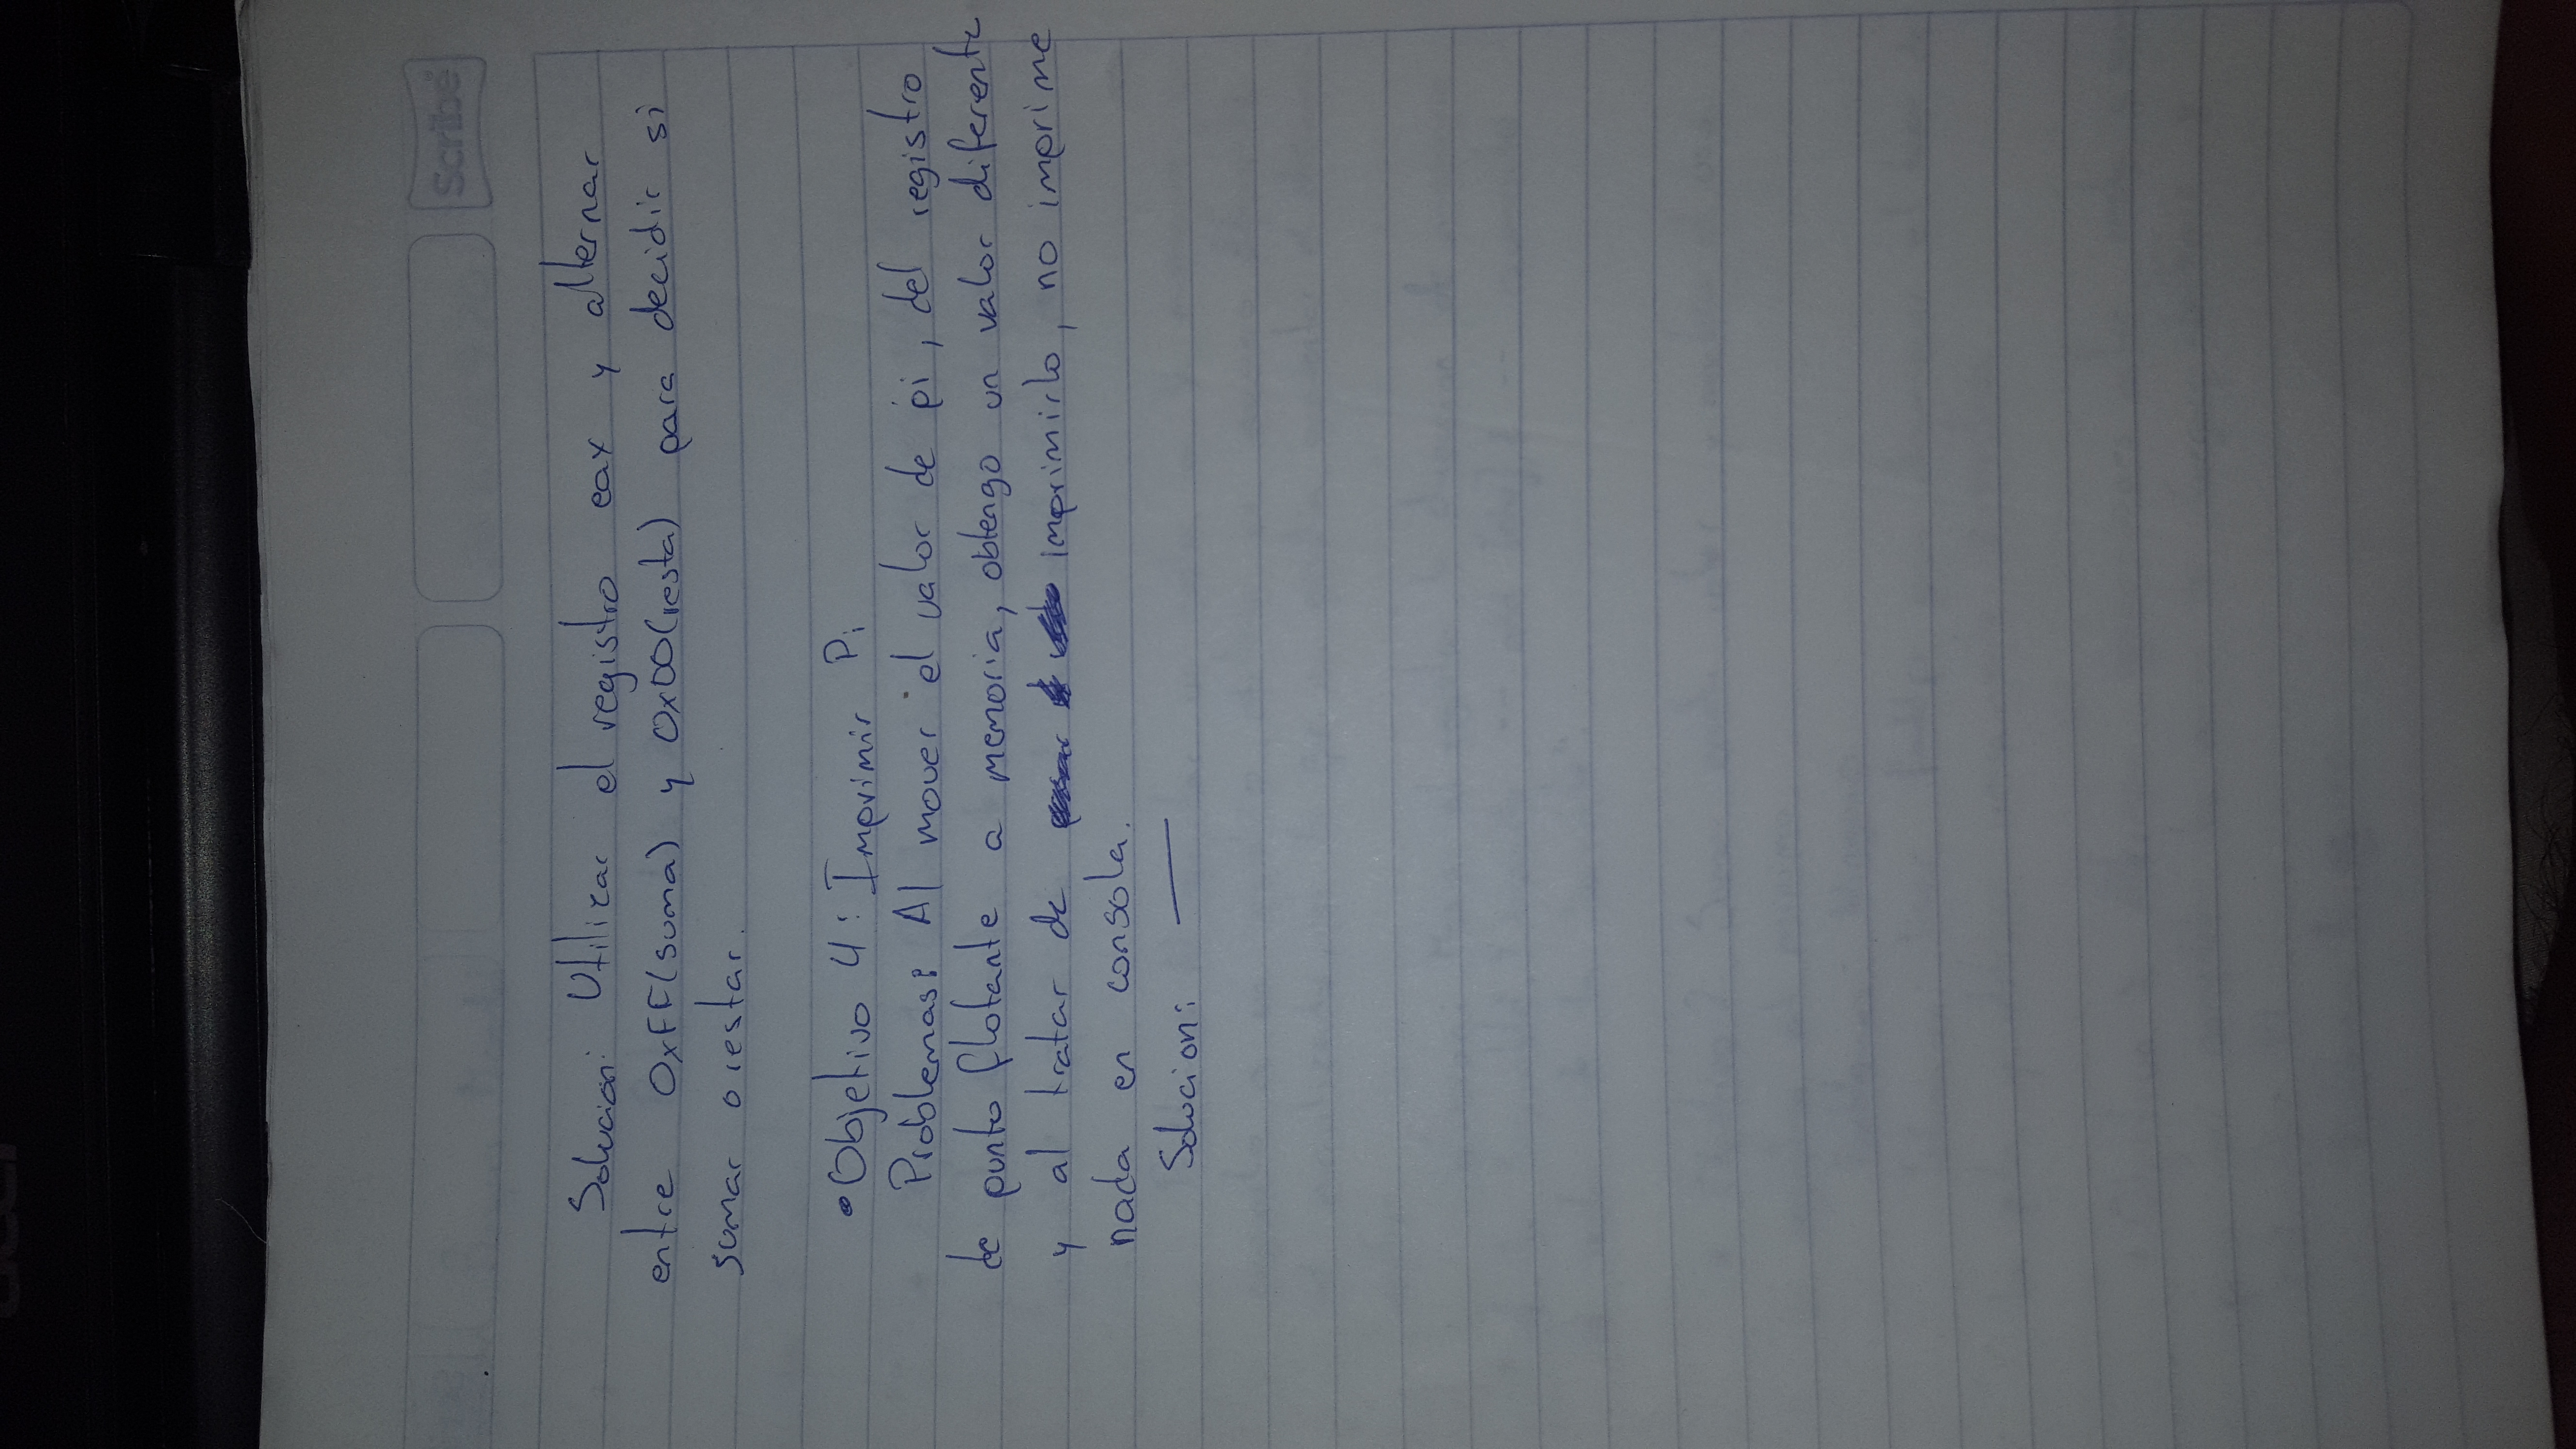 acer
Scribe
Solucion: Utilizar el registro eax y alternar
entre 0xFF(suma) y 0x00(resta) para decidir si
sumar o restar.
• Objetivo 4: Imprimir Pi
Problemas: Al mover el valor de pi, del registro
de punto flotante a memoria, obtengo un valor diferente
y al tratar de imprimirlo, no imprime
nada en consola.
Solucion: —